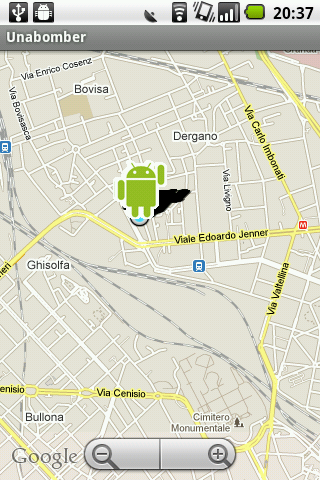 20:37
Unabomber
Via Enrico Cosenz
Bovisa
Via Bovisasca
Dergano
Via Carlo Imbonati
Via Livigno
Viale Edoardo Jenner
M
Ghisolfa
Via Valtellina
Via Cenisio
Bullona
Cimitero
Monumentale
Google